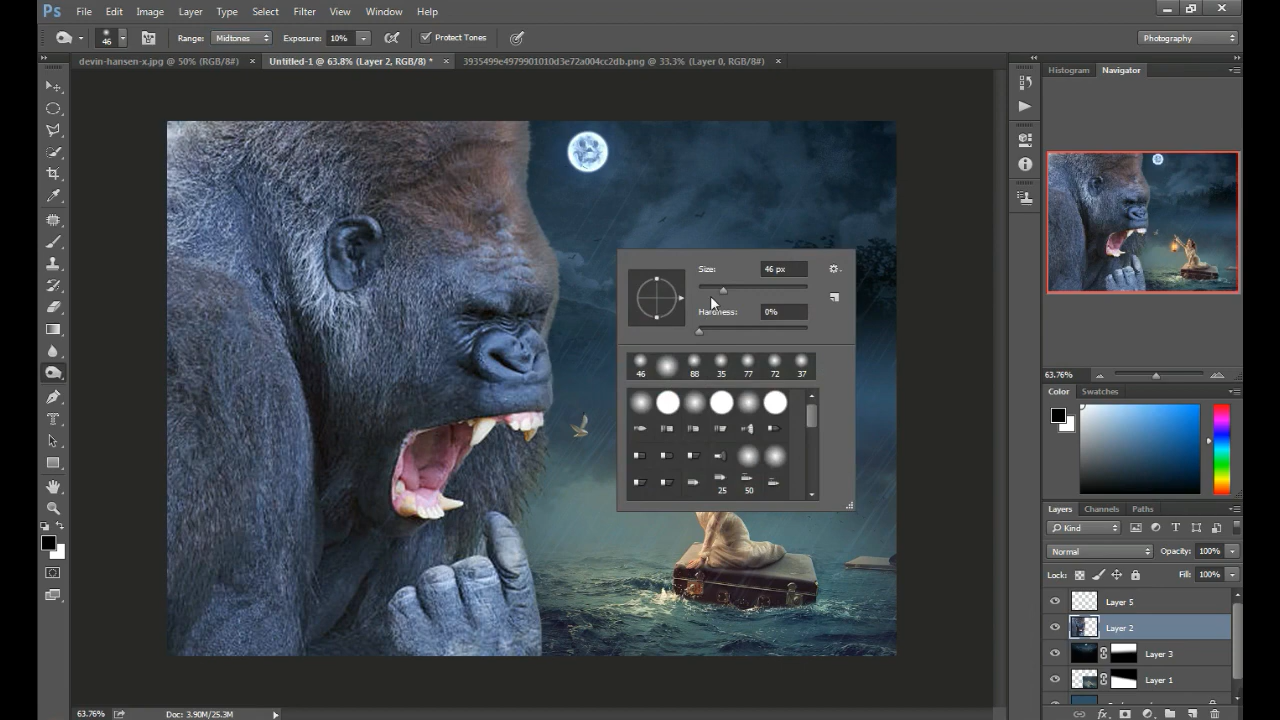 Ps File Edit Image Layer Type Select Filter View Window Help
46 Range: Midtones Exposure: 10% Protect Tones Photography
devin-hansen-x.jpg @ 50% (RGB/8#) × Untitled-1 @ 63.8% (Layer 2, RGB/8) * × 3935499e4979901010d3e72a004cc2db.png @ 33.3% (Layer 0, RGB/8#) ×
Histogram Navigator
Size: 46 px
Hardness: 0%
46 88 35 77 72 37
25 50
63.76%
Color Swatches
Layers Channels Paths
Kind
Normal Opacity: 100%
Lock: Fill: 100%
Layer 5
Layer 2
Layer 3
Layer 1
63.76% Doc: 3.90M/25.3M